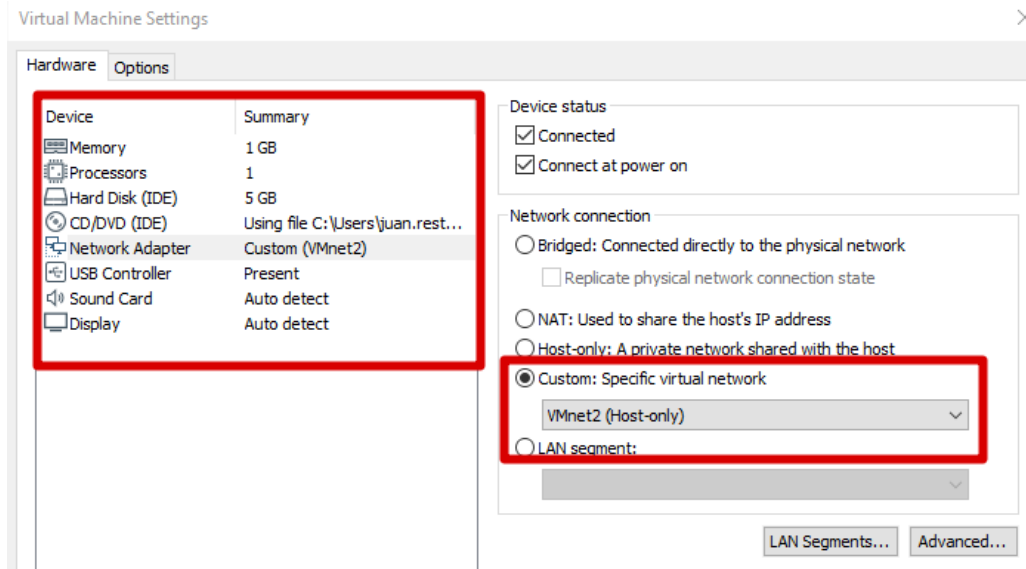 Virtual Machine Settings
Hardware Options
Device Summary
Memory 1 GB
Processors 1
Hard Disk (IDE) 5 GB
CD/DVD (IDE) Using file C:\Users\juan.rest...
Network Adapter Custom (VMnet2)
USB Controller Present
Sound Card Auto detect
Display Auto detect
Device status
Connected
Connect at power on
Network connection
Bridged: Connected directly to the physical network
Replicate physical network connection state
NAT: Used to share the host's IP address
Host-only: A private network shared with the host
Custom: Specific virtual network
VMnet2 (Host-only)
LAN segment:
LAN Segments... Advanced...